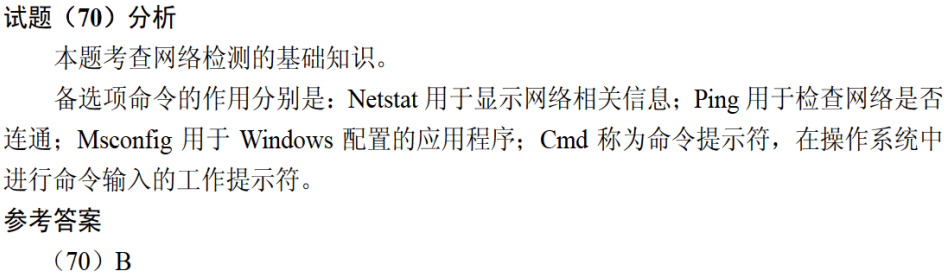 试题（70）分析
本题考查网络检测的基础知识。
备选项命令的作用分别是：Netstat 用于显示网络相关信息；Ping 用于检查网络是否
连通；Msconfig 用于 Windows 配置的应用程序；Cmd 称为命令提示符，在操作系统中
进行命令输入的工作提示符。
参考答案
（70）B